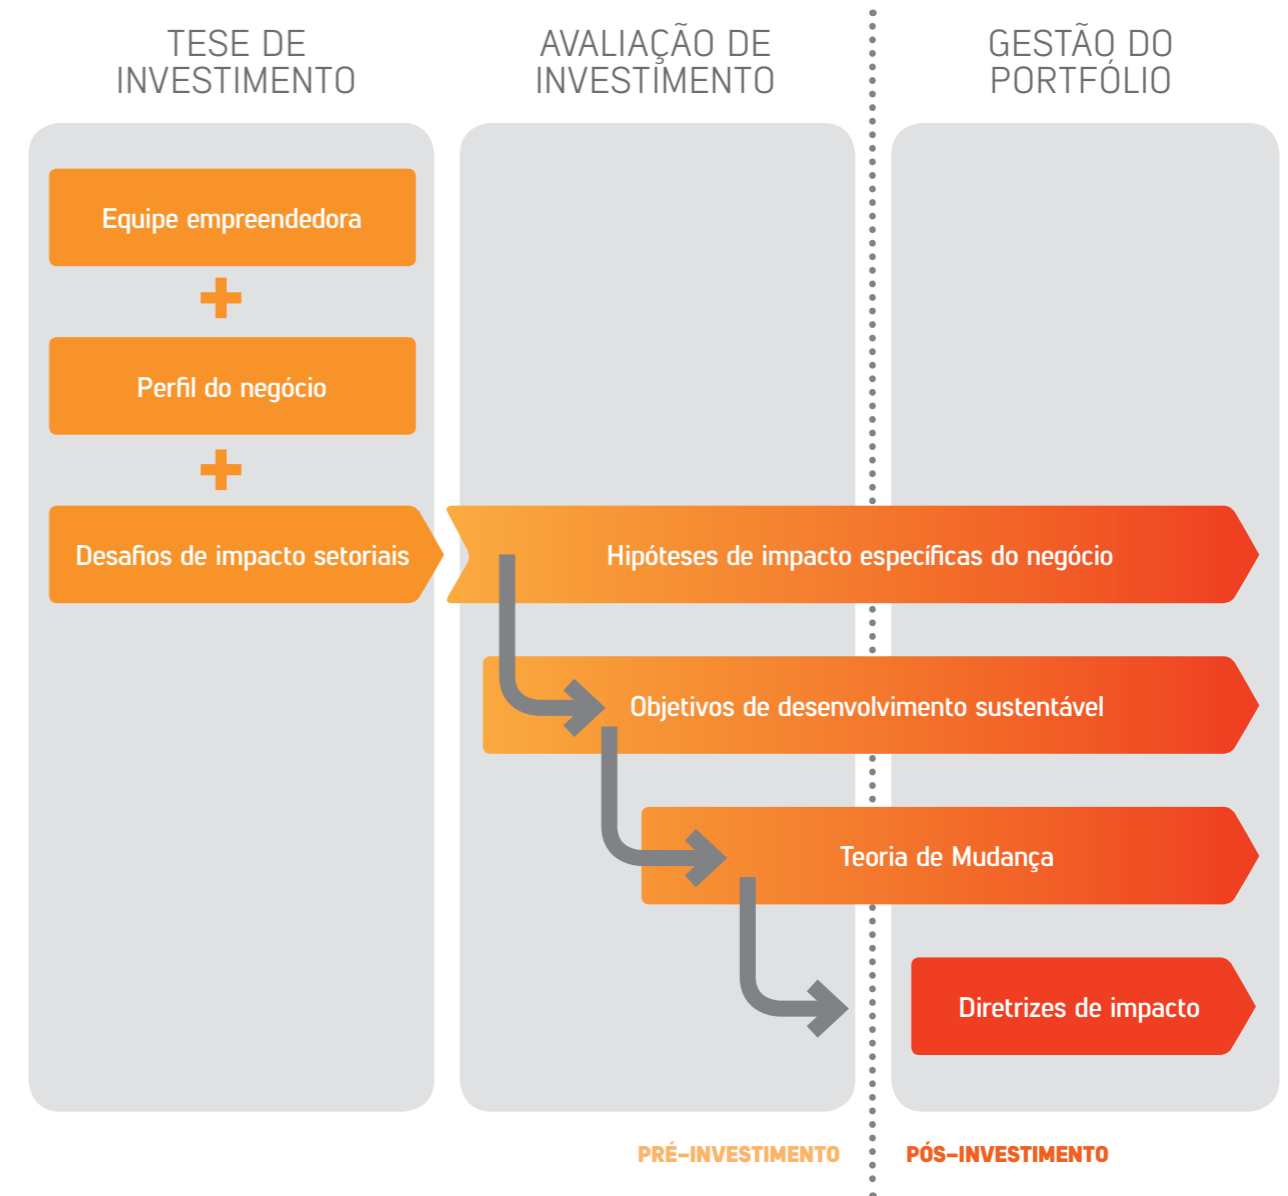 TESE DE
INVESTIMENTO
AVALIAÇÃO DE
INVESTIMENTO
GESTÃO DO
PORTFÓLIO
Equipe empreendedora
+
Perfil do negócio
+
Desafios de impacto setoriais
Hipóteses de impacto específicas do negócio
Objetivos de desenvolvimento sustentável
Teoria de Mudança
Diretrizes de impacto
PRÉ-INVESTIMENTO
PÓS-INVESTIMENTO